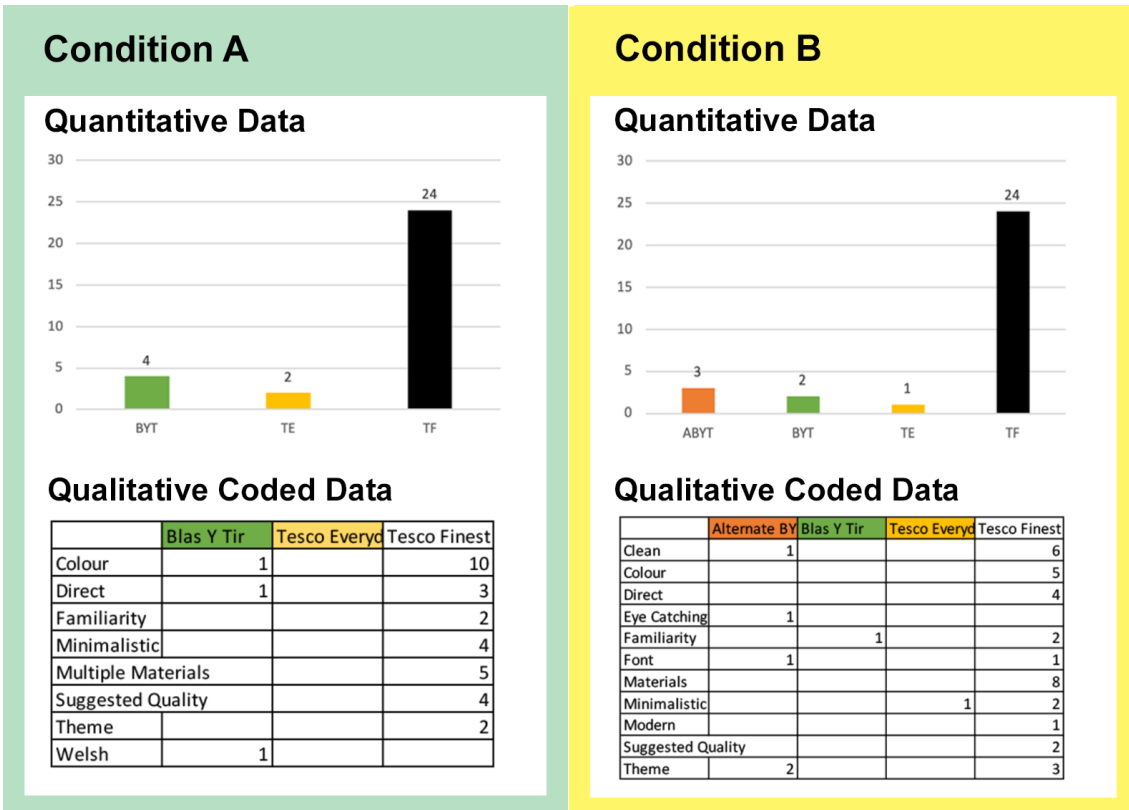 Condition A
Quantitative Data
30
25
20
15
10
5
0
4
2
24
BYT TE TF
Qualitative Coded Data
Blas Y Tir Tesco Everyd Tesco Finest
Colour 1 10
Direct 1 3
Familiarity 2
Minimalistic 4
Multiple Materials 5
Suggested Quality 4
Theme 2
Welsh 1
Condition B
Quantitative Data
30
25
20
15
10
5
0
3
2
1
24
ABYT BYT TE TF
Qualitative Coded Data
Alternate BY Blas Y Tir Tesco Everyd Tesco Finest
Clean 1 6
Colour 5
Direct 4
Eye Catching 1
Familiarity 1 2
Font 1 1
Materials 8
Minimalistic 1 2
Modern 1
Suggested Quality 2
Theme 2 3